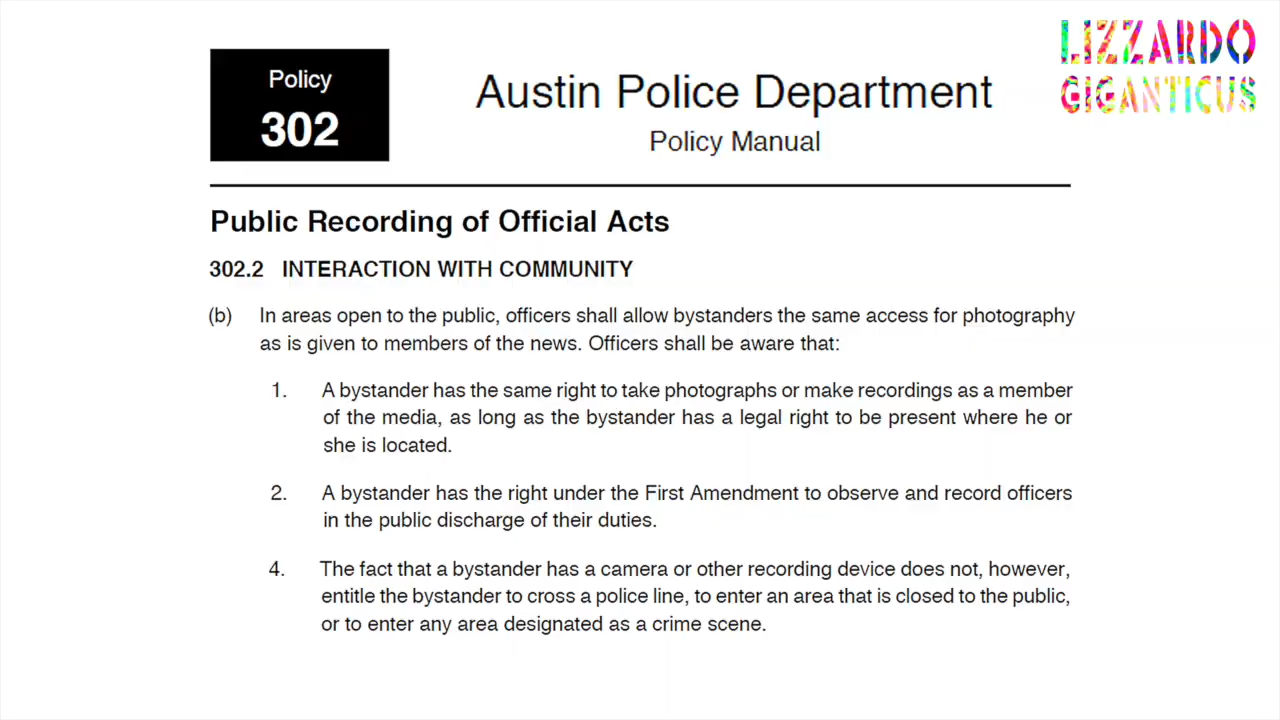 Policy
302
Austin Police Department
Policy Manual
LIZZARDO
GIGANTICUS
Public Recording of Official Acts
302.2 INTERACTION WITH COMMUNITY
(b) In areas open to the public, officers shall allow bystanders the same access for photography
as is given to members of the news. Officers shall be aware that:
1. A bystander has the same right to take photographs or make recordings as a member
of the media, as long as the bystander has a legal right to be present where he or
she is located.
2. A bystander has the right under the First Amendment to observe and record officers
in the public discharge of their duties.
4. The fact that a bystander has a camera or other recording device does not, however,
entitle the bystander to cross a police line, to enter an area that is closed to the public,
or to enter any area designated as a crime scene.